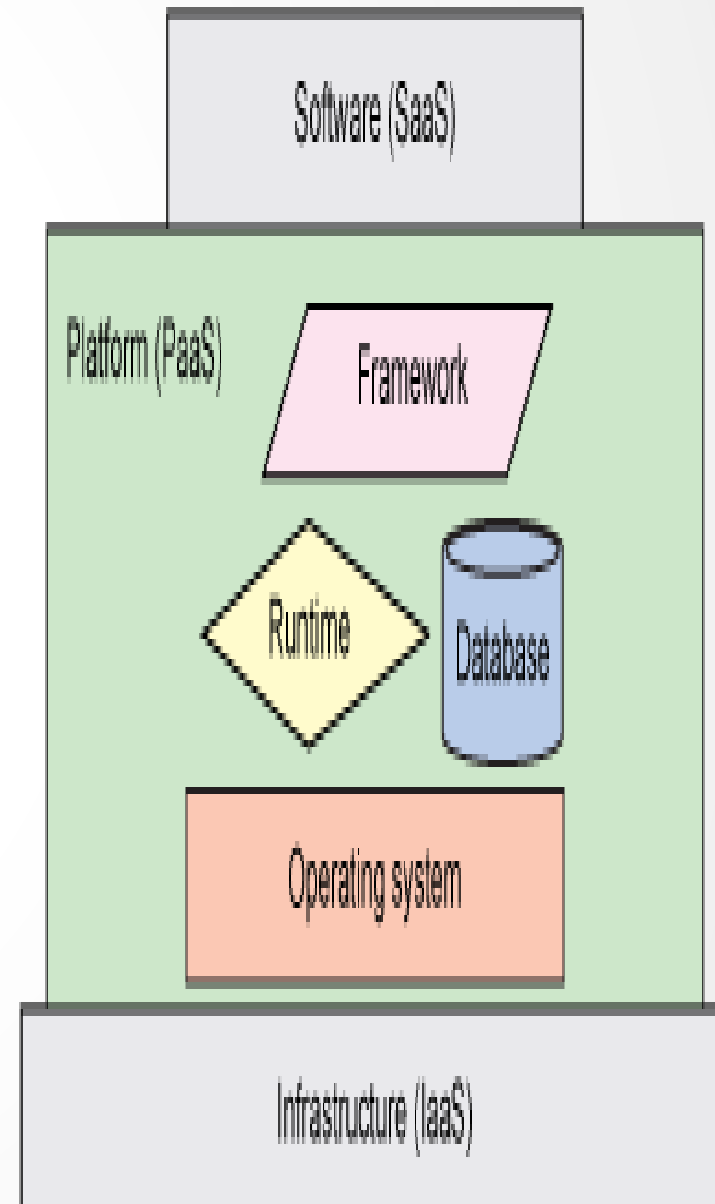 Software (SaaS)
Platform (PaaS)
Framework
Runtime
Database
Operating system
Infrastructure (IaaS)